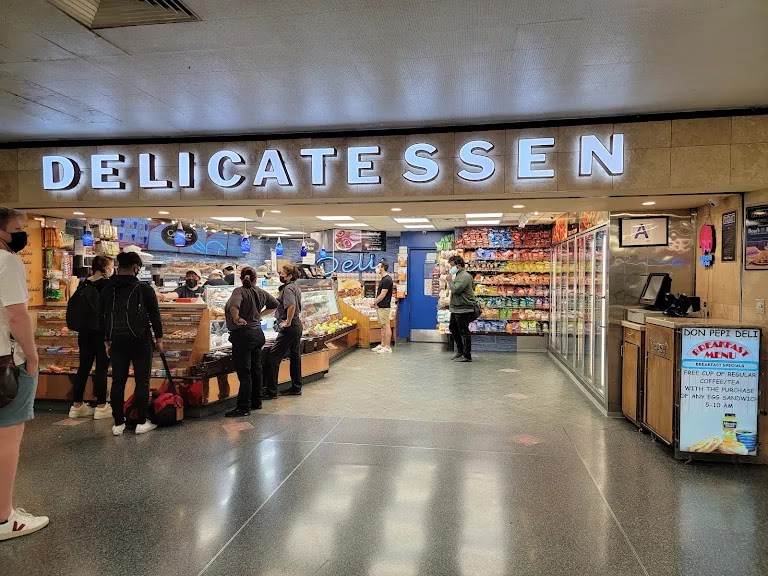 DELICATESSEN
Deli
A
DON PEPI DELI
BREAKFAST
MENU
BREAKFAST SPECIALS
FREE CUP OF REGULAR
COFFEE/TEA
WITH THE PURCHASE
OF ANY EGG SANDWICH
5-10 AM